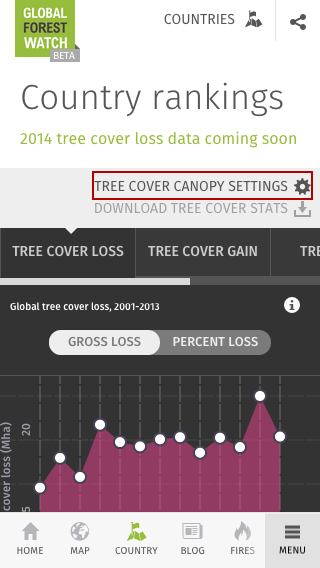 GLOBAL
FOREST
WATCH
BETA
COUNTRIES
Country rankings
2014 tree cover loss data coming soon
TREE COVER CANOPY SETTINGS
DOWNLOAD TREE COVER STATS
TREE COVER LOSS
TREE COVER GAIN
TRE
Global tree cover loss, 2001-2013
GROSS LOSS
PERCENT LOSS
20
cover loss (Mha)
HOME
MAP
COUNTRY
BLOG
FIRES
MENU